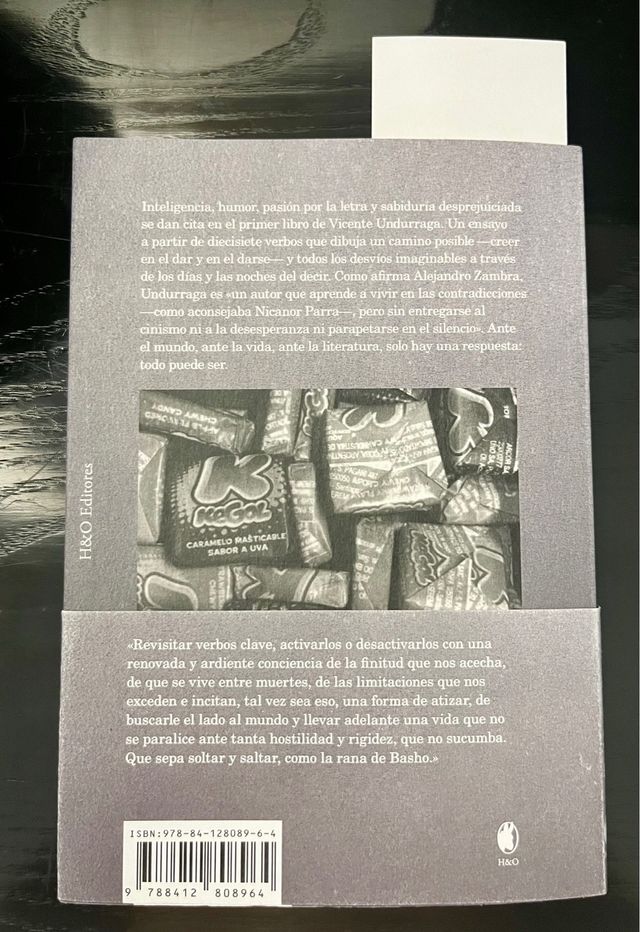 Inteligencia, humor, pasión por la letra y sabiduría desprejuiciada
se dan cita en el primer libro de Vicente Undurraga. Un ensayo
a partir de diecisiete verbos que dibuja un camino posible —creer
en el dar y en el darse— y todos los desvíos imaginables a través
de los días y las noches del decir. Como afirma Alejandro Zambra,
Undurraga es «un autor que aprende a vivir en las contradicciones
—como aconsejaba Nicanor Parra—, pero sin entregarse al
cinismo ni a la desesperanza ni parapetarse en el silencio». Ante
el mundo, ante la vida, ante la literatura, solo hay una respuesta:
todo puede ser.
H&O Editores
CHEWY CANDY
KEGOL
CARAMELO MASTICABLE
SABOR A UVA
«Revisitar verbos clave, activarlos o desactivarlos con una
renovada y ardiente conciencia de la finitud que nos acecha,
de que se vive entre muertes, de las limitaciones que nos
exceden e incitan, tal vez sea eso, una forma de atizar, de
buscarle el lado al mundo y llevar adelante una vida que no
se paralice ante tanta hostilidad y rigidez, que no sucumba.
Que sepa soltar y saltar, como la rana de Basho.»
ISBN: 978-84-128089-6-4
9 788412 808964
H&O